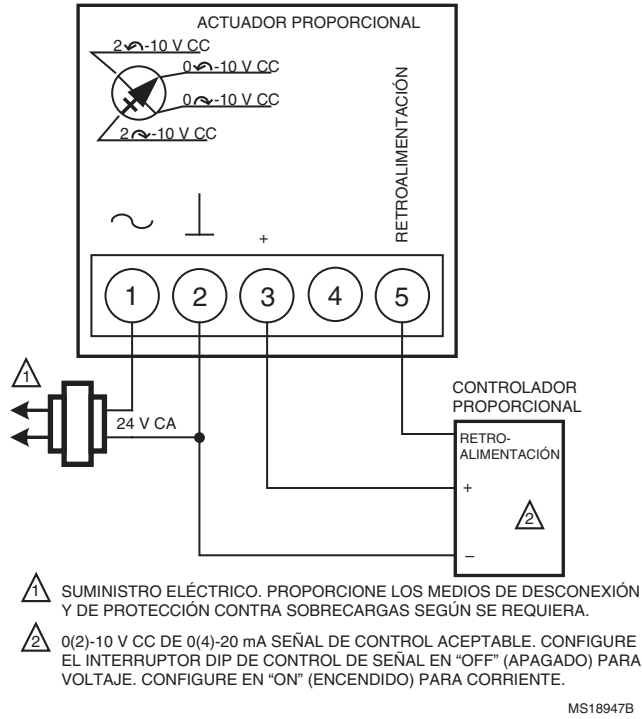 ACTUADOR PROPORCIONAL
2↶-10 V CC
0↶-10 V CC
0↷-10 V CC
2↷-10 V CC
RETROALIMENTACIÓN
+
1 2 3 4 5
1
24 V CA
CONTROLADOR
PROPORCIONAL
RETRO-
ALIMENTACIÓN
+
2
–
1 SUMINISTRO ELÉCTRICO. PROPORCIONE LOS MEDIOS DE DESCONEXIÓN
Y DE PROTECCIÓN CONTRA SOBRECARGAS SEGÚN SE REQUIERA.
2 0(2)-10 V CC DE 0(4)-20 mA SEÑAL DE CONTROL ACEPTABLE. CONFIGURE
EL INTERRUPTOR DIP DE CONTROL DE SEÑAL EN “OFF” (APAGADO) PARA
VOLTAJE. CONFIGURE EN “ON” (ENCENDIDO) PARA CORRIENTE.
MS18947B